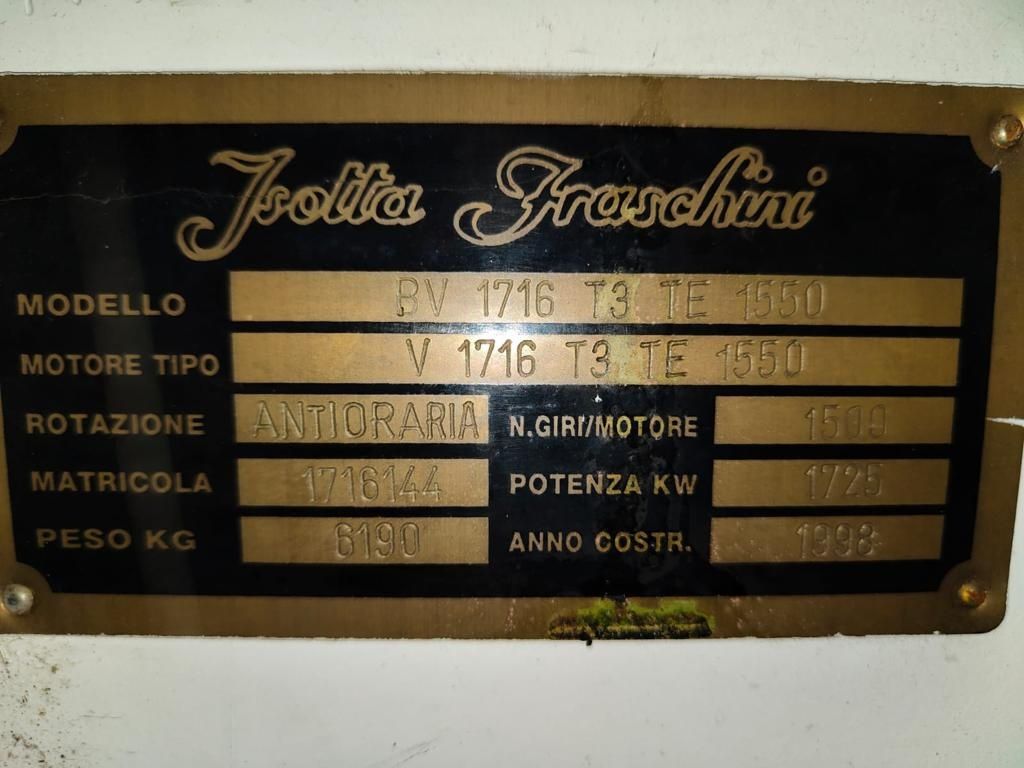 Isotta Fraschini
MODELLO BV 1716 T3 TE 1550
MOTORE TIPO V 1716 T3 TE 1550
ROTAZIONE ANTIORARIA N.GIRI/MOTORE 1500
MATRICOLA 1716144 POTENZA KW 1725
PESO KG 6190 ANNO COSTR. 1998